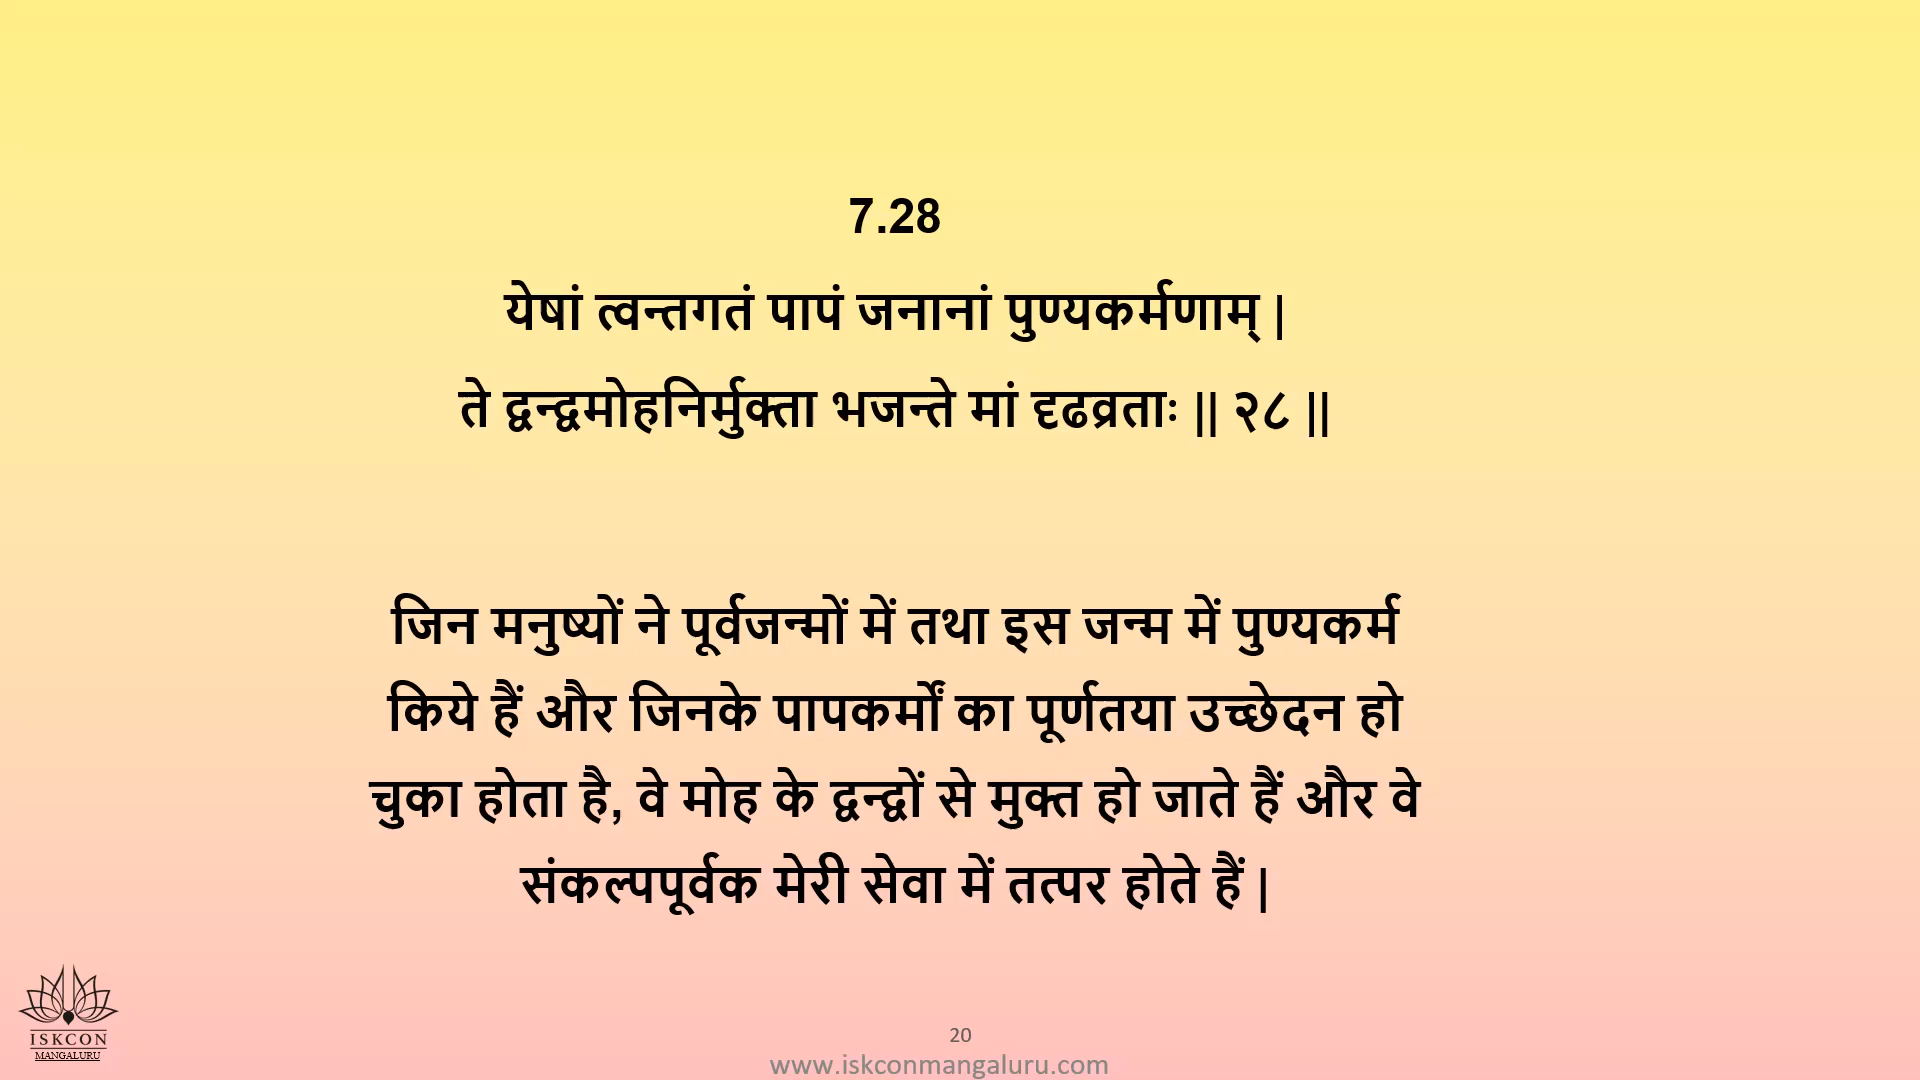 7.28
येषां त्वन्तगतं पापं जनानां पुण्यकर्मणाम् |
ते द्वन्द्वमोहनिर्मुक्ता भजन्ते मां दृढव्रताः || २८ ||
जिन मनुष्यों ने पूर्वजन्मों में तथा इस जन्म में पुण्यकर्म
किये हैं और जिनके पापकर्मों का पूर्णतया उच्छेदन हो
चुका होता है, वे मोह के द्वन्द्वों से मुक्त हो जाते हैं और वे
संकल्पपूर्वक मेरी सेवा में तत्पर होते हैं |
ISKCON
MANGALURU
20
www.iskconmangaluru.com